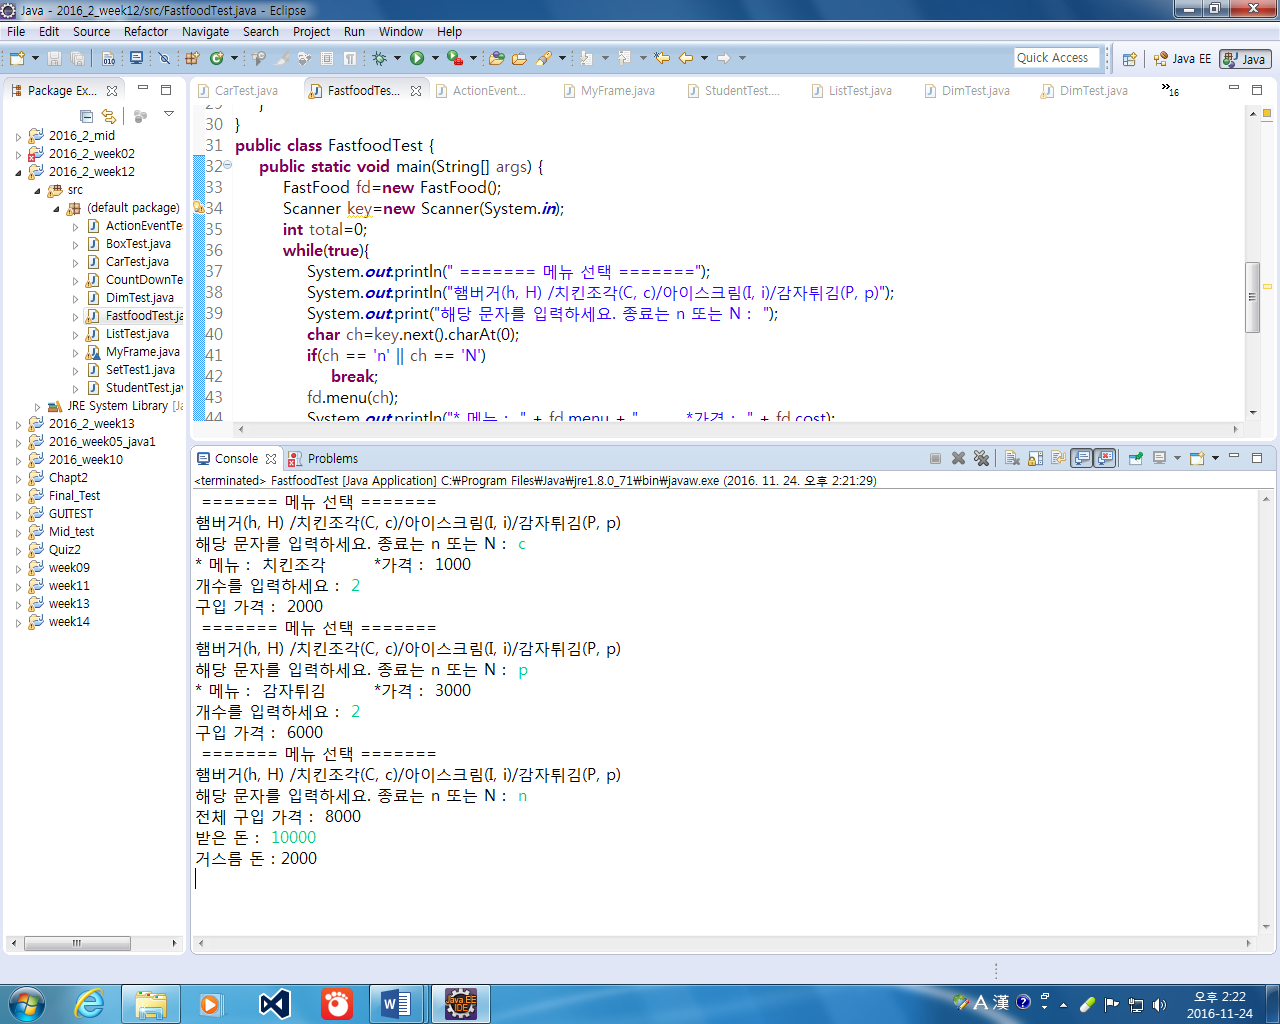 Java - 2016_2_week12/src/FastfoodTest.java - Eclipse
File Edit Source Refactor Navigate Search Project Run Window Help
Quick Access Java EE Java
Package Ex...
2016_2_mid
2016_2_week02
2016_2_week12
src
(default package)
ActionEventTe
BoxTest.java
CarTest.java
CountDownTe
DimTest.java
FastfoodTest.ja
ListTest.java
MyFrame.java
SetTest1.java
StudentTest.jav
JRE System Library [Ja
2016_2_week13
2016_week05_java1
2016_week10
Chapt2
Final_Test
GUITEST
Mid_test
Quiz2
week09
week11
week13
week14
CarTest.java FastfoodTes... ActionEvent... MyFrame.java StudentTest.... ListTest.java DimTest.java DimTest.java »16
29 }
30 }
31 public class FastfoodTest {
32 public static void main(String[] args) {
33 FastFood fd=new FastFood();
34 Scanner key=new Scanner(System.in);
35 int total=0;
36 while(true){
37 System.out.println(" ======= 메뉴 선택 =======");
38 System.out.println("햄버거(h, H) /치킨조각(C, c)/아이스크림(I, i)/감자튀김(P, p)");
39 System.out.print("해당 문자를 입력하세요. 종료는 n 또는 N : ");
40 char ch=key.next().charAt(0);
41 if(ch == 'n' || ch == 'N')
42 break;
43 fd.menu(ch);
44 System.out.println("* 메뉴 : " + fd.menu + " *가격 : " + fd.cost);
Console Problems
<terminated> FastfoodTest [Java Application] C:₩Program Files₩Java₩jre1.8.0_71₩bin₩javaw.exe (2016. 11. 24. 오후 2:21:29)
======= 메뉴 선택 =======
햄버거(h, H) /치킨조각(C, c)/아이스크림(I, i)/감자튀김(P, p)
해당 문자를 입력하세요. 종료는 n 또는 N : c
* 메뉴 : 치킨조각 *가격 : 1000
개수를 입력하세요 : 2
구입 가격 : 2000
======= 메뉴 선택 =======
햄버거(h, H) /치킨조각(C, c)/아이스크림(I, i)/감자튀김(P, p)
해당 문자를 입력하세요. 종료는 n 또는 N : p
* 메뉴 : 감자튀김 *가격 : 3000
개수를 입력하세요 : 2
구입 가격 : 6000
======= 메뉴 선택 =======
햄버거(h, H) /치킨조각(C, c)/아이스크림(I, i)/감자튀김(P, p)
해당 문자를 입력하세요. 종료는 n 또는 N : n
전체 구입 가격 : 8000
받은 돈 : 10000
거스름 돈 : 2000
Java EE IDE
A 漢
오후 2:22
2016-11-24